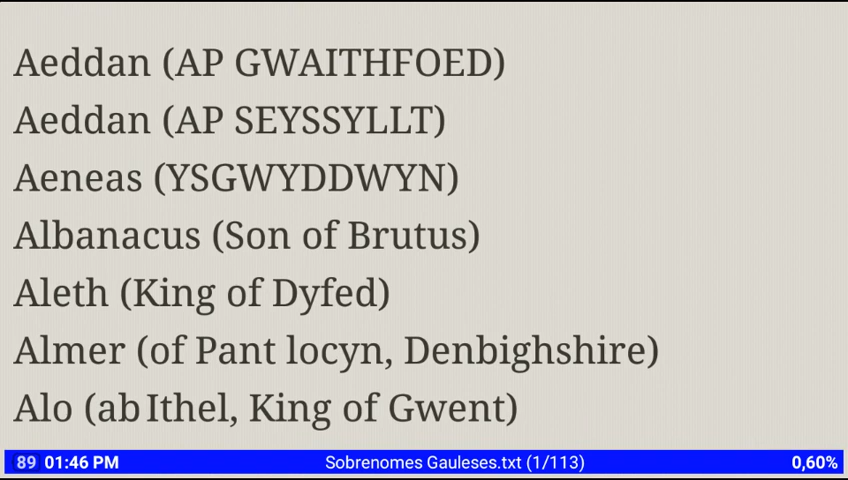 Aeddan (AP GWAITHFOED)
Aeddan (AP SEYSSYLLT)
Aeneas (YSGWYDDWYN)
Albanacus (Son of Brutus)
Aleth (King of Dyfed)
Almer (of Pant locyn, Denbighshire)
Alo (ab Ithel, King of Gwent)
89 01:46 PM Sobrenomes Gauleses.txt (1/113) 0,60%